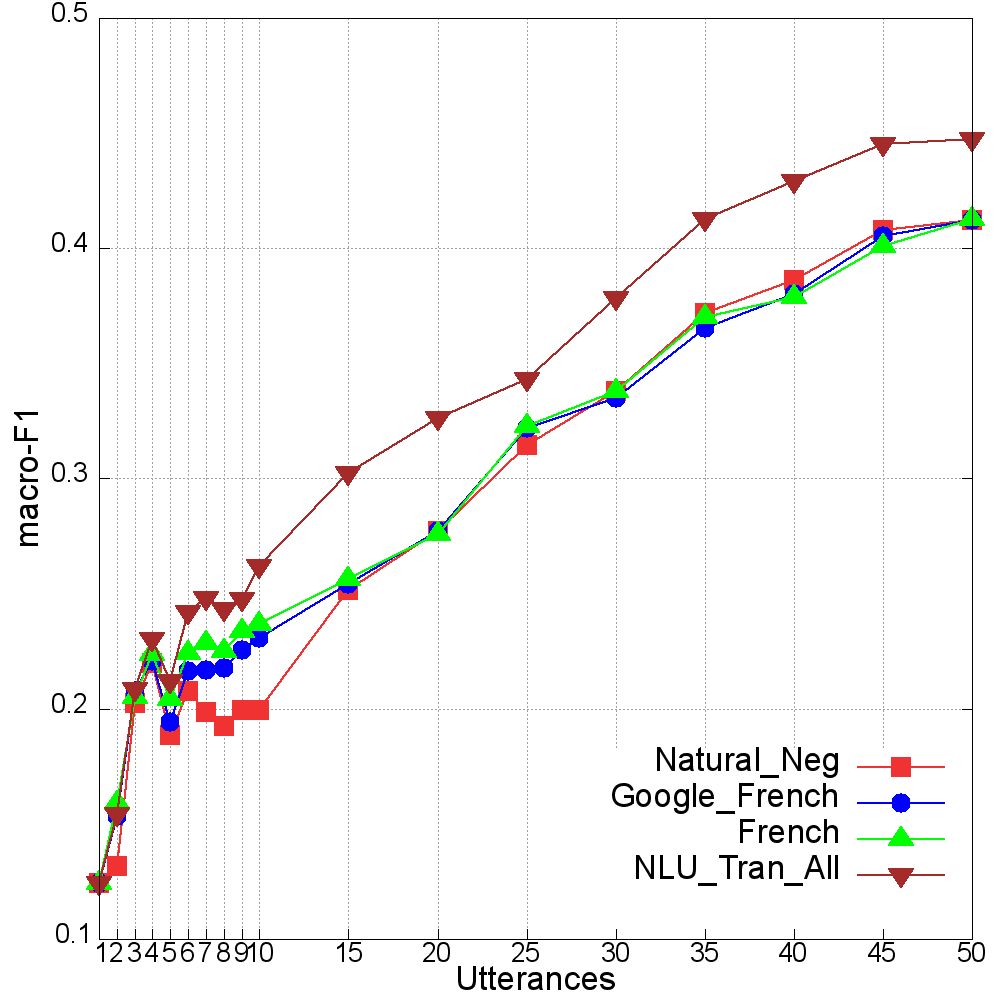 0.5
0.4
0.3
0.2
0.1
macro-F1
Natural_Neg
Google_French
French
NLU_Tran_All
1 2 3 4 5 6 7 8 9 10 15 20 25 30 35 40 45 50
Utterances